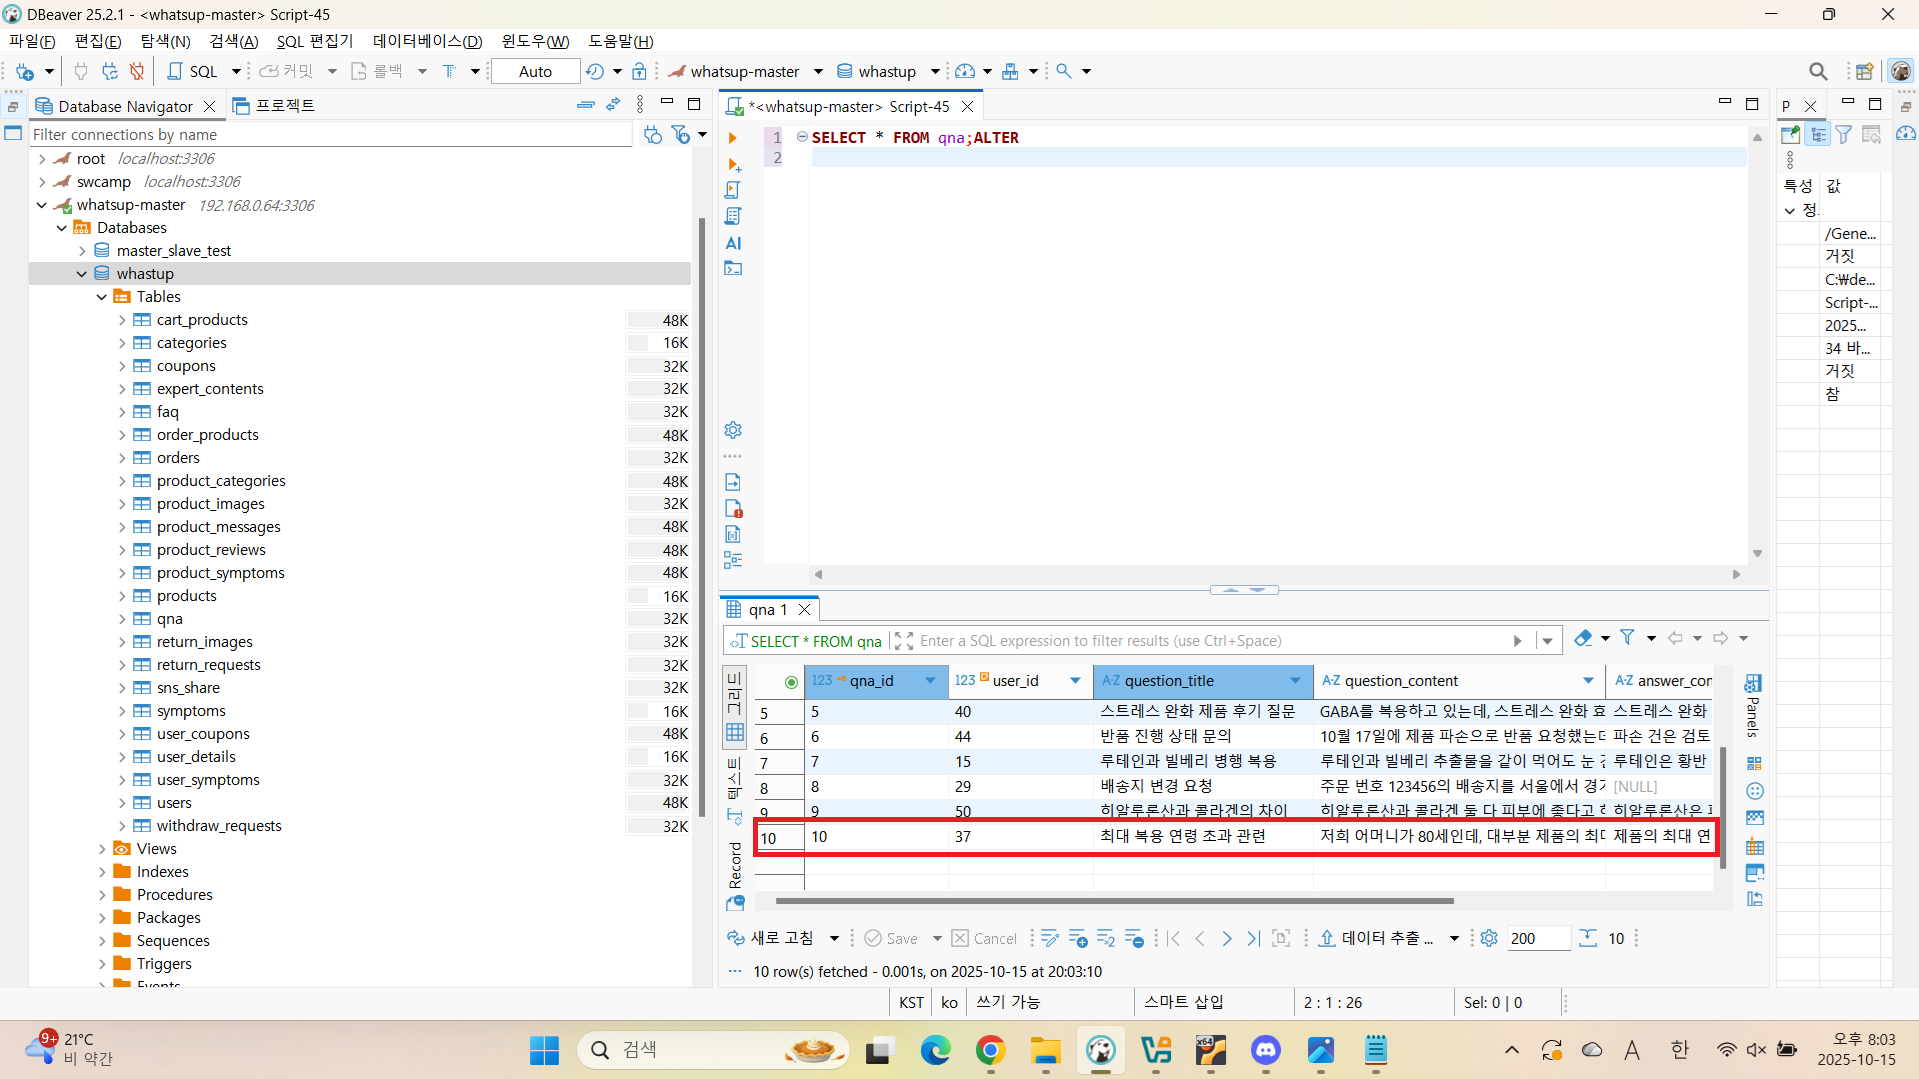 DBeaver 25.2.1 - <whatsup-master> Script-45
파일(F) 편집(E) 탐색(N) 검색(A) SQL 편집기 데이터베이스(D) 윈도우(W) 도움말(H)
SQL 커밋 롤백 T Auto whatsup-master whastup
Database Navigator 프로젝트
Filter connections by name
root localhost:3306
swcamp localhost:3306
whatsup-master 192.168.0.64:3306
Databases
master_slave_test
whastup
Tables
cart_products 48K
categories 16K
coupons 32K
expert_contents 32K
faq 32K
order_products 48K
orders 32K
product_categories 48K
product_images 32K
product_messages 48K
product_reviews 48K
product_symptoms 48K
products 16K
qna 32K
return_images 32K
return_requests 32K
sns_share 32K
symptoms 16K
user_coupons 48K
user_details 16K
user_symptoms 32K
users 48K
withdraw_requests 32K
Views
Indexes
Procedures
Packages
Sequences
Triggers
Events
*<whatsup-master> Script-45
1 SELECT * FROM qna;ALTER
2
AI
P
특성 값
정.
/Gene...
거짓
C:₩de...
Script-...
2025...
34 바...
거짓
참
qna 1
SELECT * FROM qna Enter a SQL expression to filter results (use Ctrl+Space)
그리드
텍스트
Record
123 qna_id 123 user_id A-Z question_title A-Z question_content A-Z answer_con
5 5 40 스트레스 완화 제품 후기 질문 GABA를 복용하고 있는데, 스트레스 완화 효 스트레스 완화
6 6 44 반품 진행 상태 문의 10월 17일에 제품 파손으로 반품 요청했는데 파손 건은 검토
7 7 15 루테인과 빌베리 병행 복용 루테인과 빌베리 추출물을 같이 먹어도 눈 건 루테인은 황반
8 8 29 배송지 변경 요청 주문 번호 123456의 배송지를 서울에서 경기 [NULL]
9 9 50 히알루론산과 콜라겐의 차이 히알루론산과 콜라겐 둘 다 피부에 좋다고 히알루론산은
10 10 37 최대 복용 연령 초과 관련 저희 어머니가 80세인데, 대부분 제품의 최대 제품의 최대 연
Panels
새로 고침 Save Cancel 데이터 추출 ... 200 10
10 row(s) fetched - 0.001s, on 2025-10-15 at 20:03:10
KST ko 쓰기 가능 스마트 삽입 2 : 1 : 26 Sel: 0 | 0
9+ 21°C
비 약간
검색
x64
A 한
오후 8:03
2025-10-15